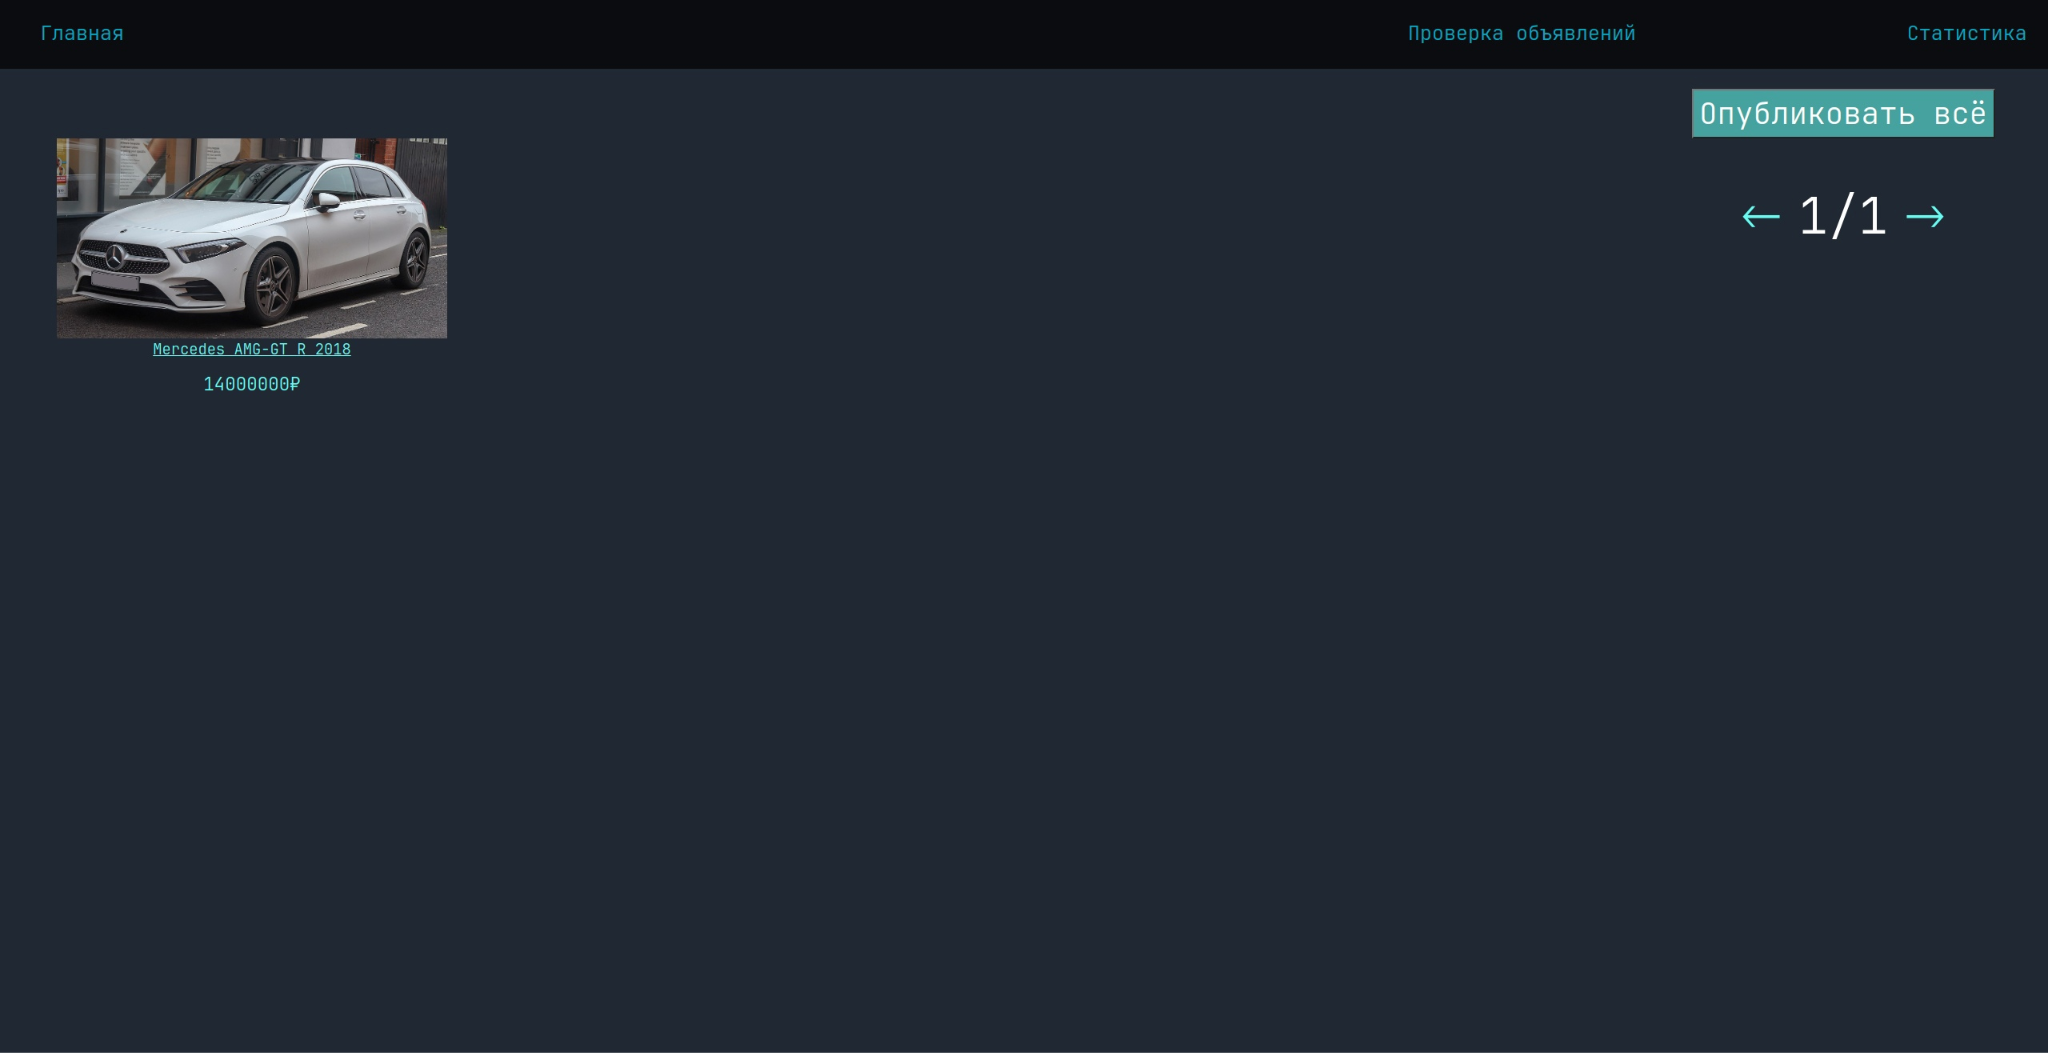 Главная
Проверка объявлений
Статистика
Опубликовать всё
← 1/1 →
Mercedes AMG-GT R 2018
14000000₽